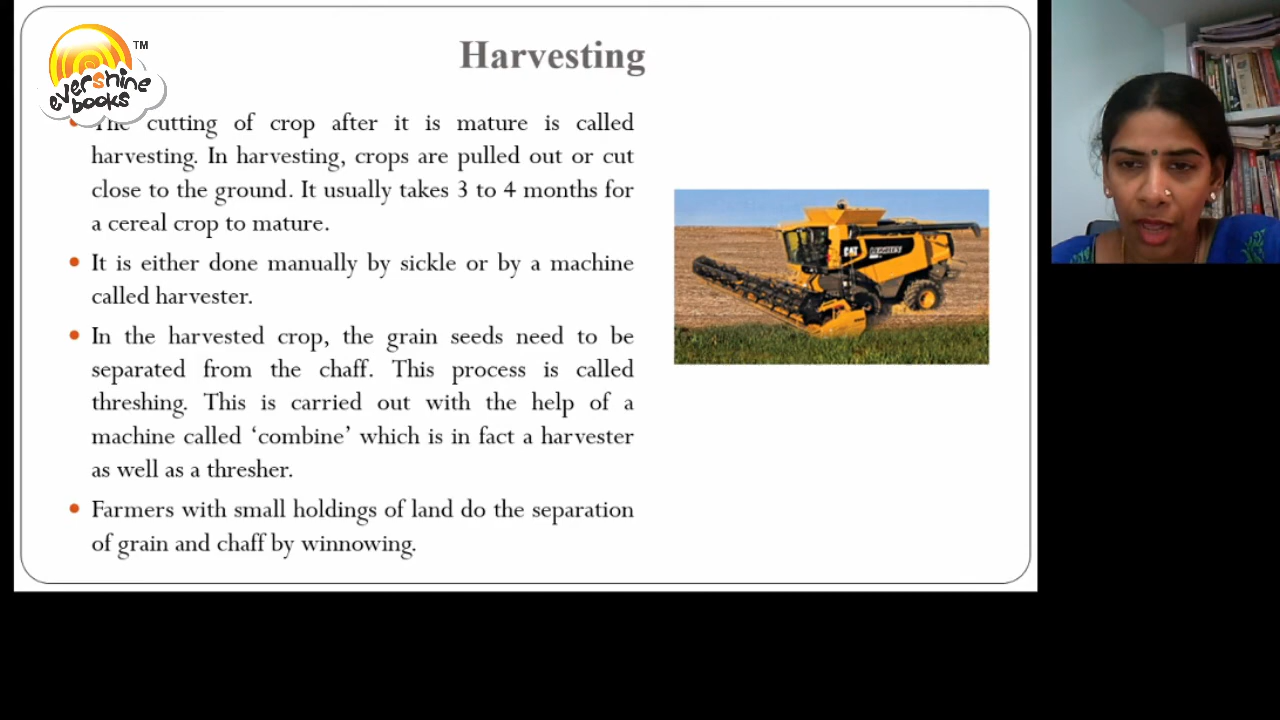 evershine
books
TM
Harvesting
The cutting of crop after it is mature is called
harvesting. In harvesting, crops are pulled out or cut
close to the ground. It usually takes 3 to 4 months for
a cereal crop to mature.
It is either done manually by sickle or by a machine
called harvester.
In the harvested crop, the grain seeds need to be
separated from the chaff. This process is called
threshing. This is carried out with the help of a
machine called ‘combine’ which is in fact a harvester
as well as a thresher.
Farmers with small holdings of land do the separation
of grain and chaff by winnowing.
CAT